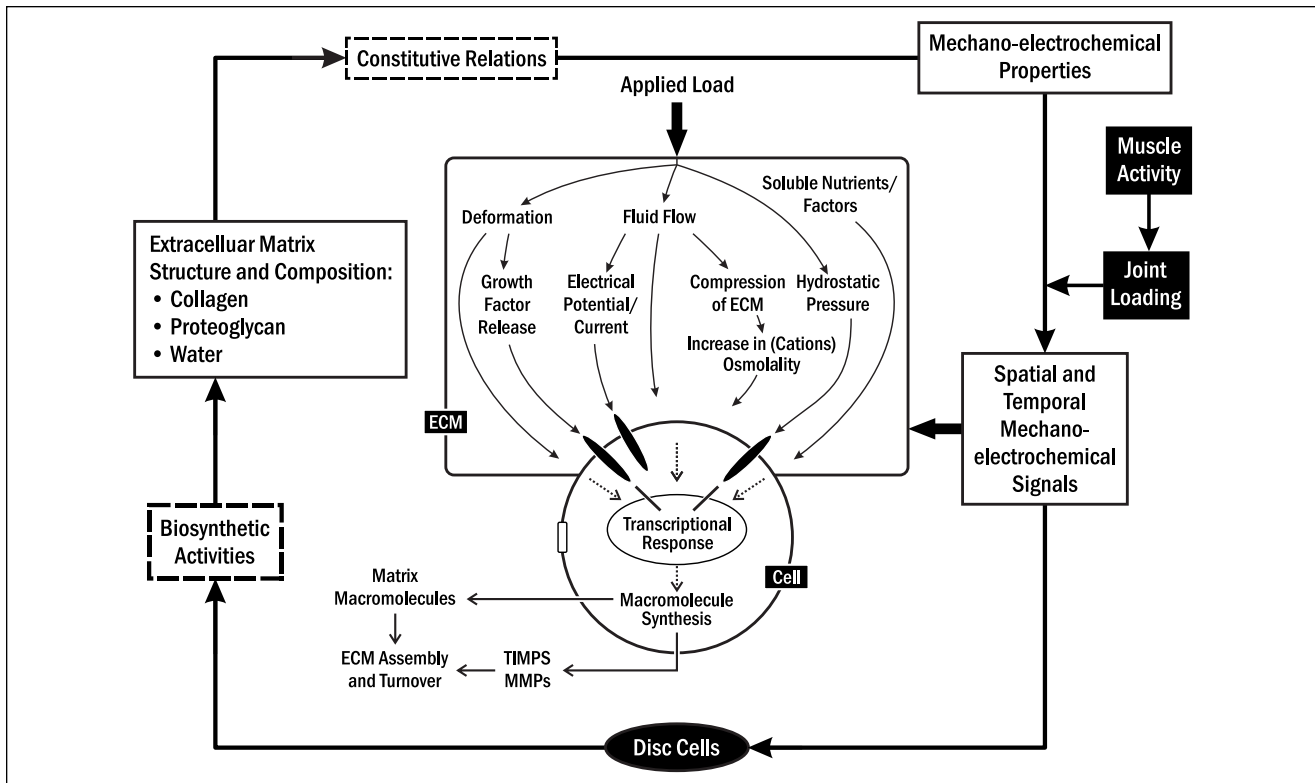 Constitutive Relations
Mechano-electrochemical
Properties
Applied Load
Muscle
Activity
Soluble Nutrients/
Factors
Deformation
Fluid Flow
Extracelluar Matrix
Structure and Composition:
• Collagen
• Proteoglycan
• Water
Growth
Factor
Release
Electrical
Potential/
Current
Compression
of ECM
Hydrostatic
Pressure
Joint
Loading
Increase in (Cations)
Osmolality
Spatial and
Temporal
Mechano-
electrochemical
Signals
ECM
Biosynthetic
Activities
Transcriptional
Response
Cell
Matrix
Macromolecules
Macromolecule
Synthesis
ECM Assembly
and Turnover
TIMPS
MMPs
Disc Cells